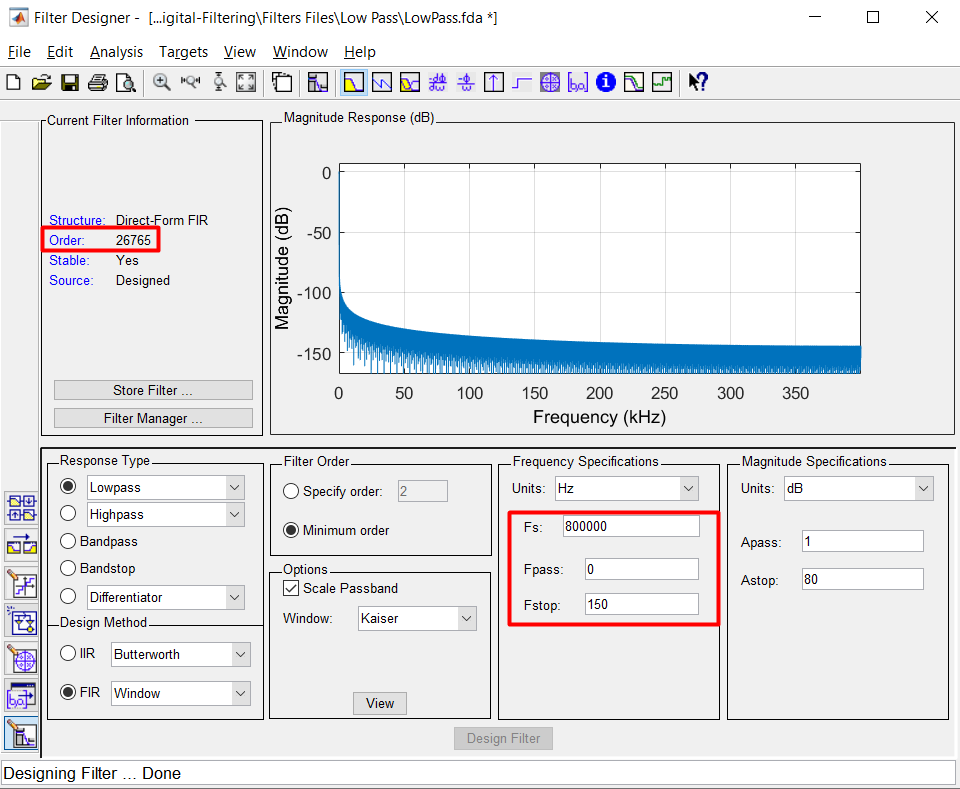 Filter Designer - [...igital-Filtering\Filters Files\Low Pass\LowPass.fda *]
File Edit Analysis Targets View Window Help
Current Filter Information
Structure: Direct-Form FIR
Order: 26765
Stable: Yes
Source: Designed
Store Filter ...
Filter Manager ...
Magnitude Response (dB)
Magnitude (dB)
0
-50
-100
-150
0 50 100 150 200 250 300 350
Frequency (kHz)
Response Type
Lowpass
Highpass
Bandpass
Bandstop
Differentiator
Design Method
IIR Butterworth
FIR Window
Filter Order
Specify order: 2
Minimum order
Options
Scale Passband
Window: Kaiser
View
Frequency Specifications
Units: Hz
Fs: 800000
Fpass: 0
Fstop: 150
Magnitude Specifications
Units: dB
Apass: 1
Astop: 80
Design Filter
Designing Filter ... Done